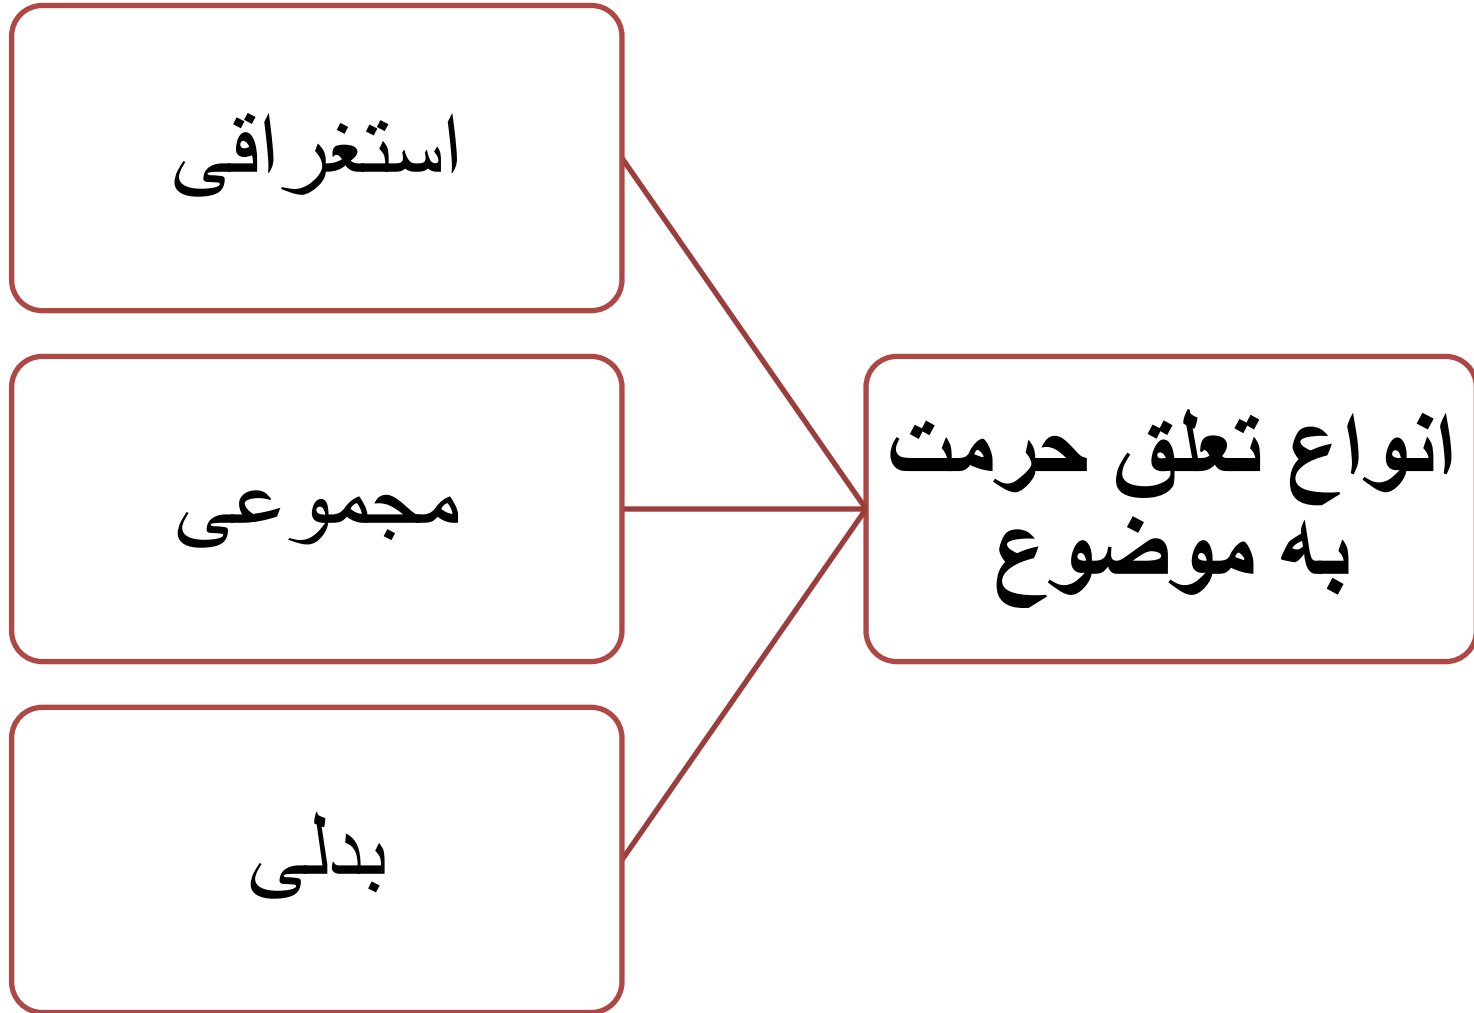 انواع تعلق حرمت
به موضوع
استغراقی
مجموعی
بدلی